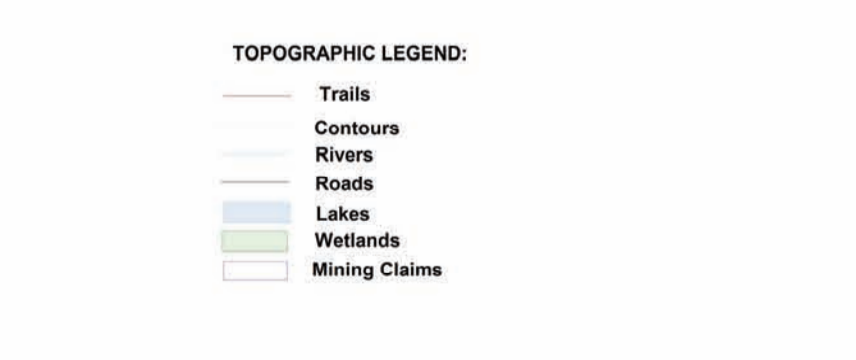 TOPOGRAPHIC LEGEND:
Trails
Contours
Rivers
Roads
Lakes
Wetlands
Mining Claims